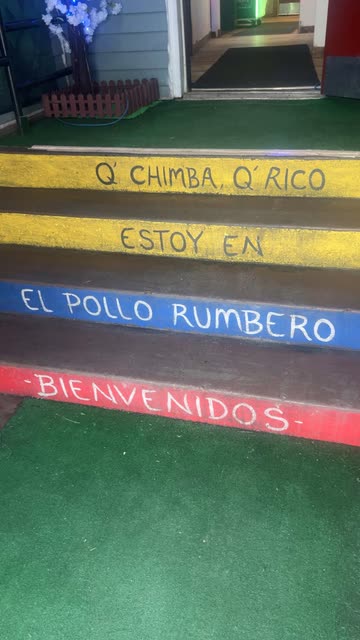 Q' CHIMBA, Q' RICO
ESTOY EN
EL POLLO RUMBERO
-BIENVENIDOS-